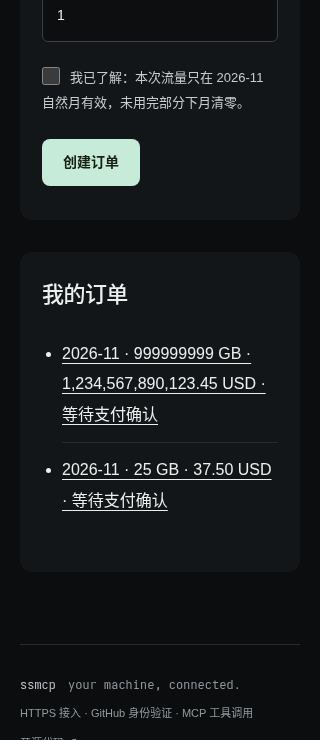 1
我已了解：本次流量只在 2026-11
自然月有效，未用完部分下月清零。
创建订单
我的订单
2026-11 · 999999999 GB ·
1,234,567,890,123.45 USD ·
等待支付确认
2026-11 · 25 GB · 37.50 USD
· 等待支付确认
ssmcp your machine, connected.
HTTPS 接入 · GitHub 身份验证 · MCP 工具调用